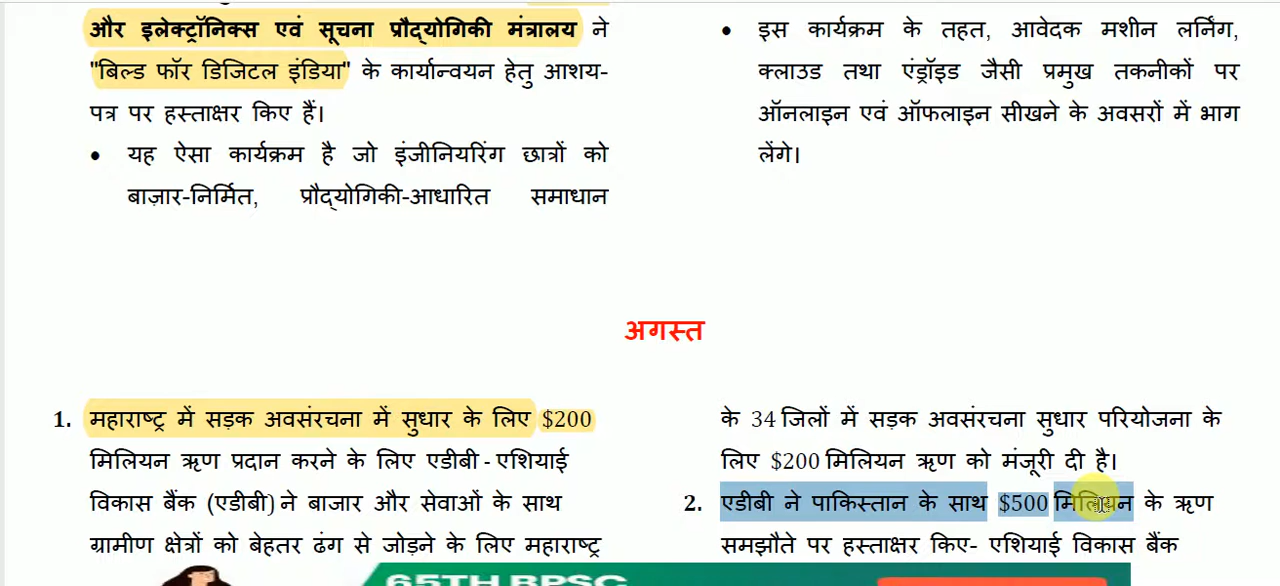 और इलेक्ट्रॉनिक्स एवं सूचना प्रौद्योगिकी मंत्रालय ने
"बिल्ड फॉर डिजिटल इंडिया" के कार्यान्वयन हेतु आशय-
पत्र पर हस्ताक्षर किए हैं।
• यह ऐसा कार्यक्रम है जो इंजीनियरिंग छात्रों को
बाज़ार-निर्मित, प्रौद्योगिकी-आधारित समाधान
• इस कार्यक्रम के तहत, आवेदक मशीन लर्निंग,
क्लाउड तथा एंड्रॉइड जैसी प्रमुख तकनीकों पर
ऑनलाइन एवं ऑफलाइन सीखने के अवसरों में भाग
लेंगे।
अगस्त
1. महाराष्ट्र में सड़क अवसंरचना में सुधार के लिए $200
मिलियन ऋण प्रदान करने के लिए एडीबी - एशियाई
विकास बैंक (एडीबी) ने बाजार और सेवाओं के साथ
ग्रामीण क्षेत्रों को बेहतर ढंग से जोड़ने के लिए महाराष्ट्र
के 34 जिलों में सड़क अवसंरचना सुधार परियोजना के
लिए $200 मिलियन ऋण को मंजूरी दी है।
2. एडीबी ने पाकिस्तान के साथ $500 मिलियन के ऋण
समझौते पर हस्ताक्षर किए- एशियाई विकास बैंक
65TH BPSC